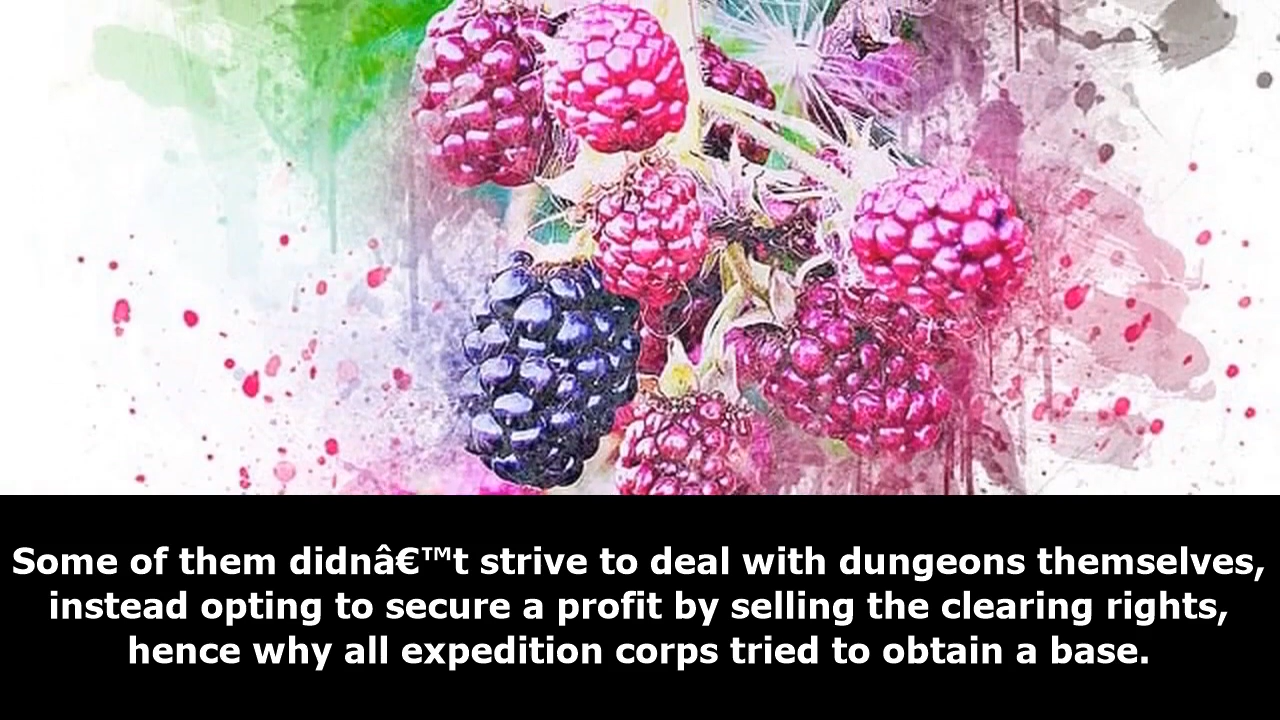 Some of them didnâ€™t strive to deal with dungeons themselves,
instead opting to secure a profit by selling the clearing rights,
hence why all expedition corps tried to obtain a base.